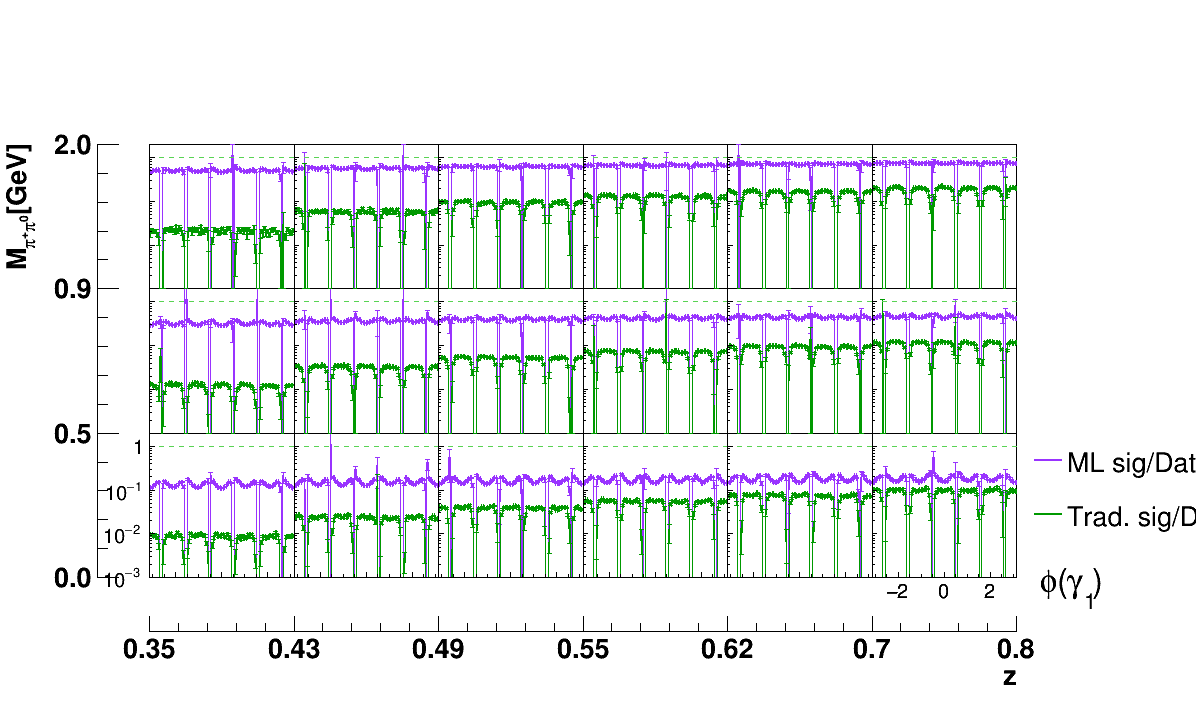 2.0
M π⁺π⁰ [GeV]
0.9
0.5
1
10⁻¹
10⁻²
0.0 10⁻³
ML sig/Dat
Trad. sig/D
−2 0 2
ϕ(γ₁)
0.35 0.43 0.49 0.55 0.62 0.7 0.8
z